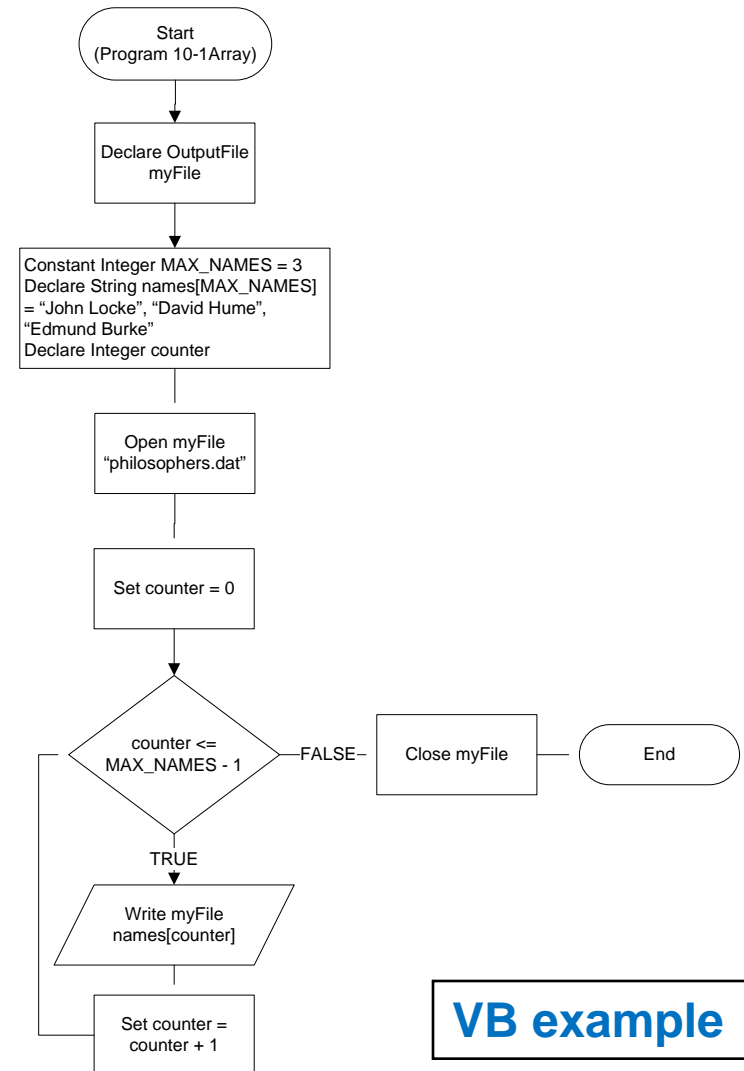 Start
(Program 10-1Array)
Declare OutputFile
myFile
Constant Integer MAX_NAMES = 3
Declare String names[MAX_NAMES]
= “John Locke”, “David Hume”,
“Edmund Burke”
Declare Integer counter
Open myFile
“philosophers.dat”
Set counter = 0
counter <=
MAX_NAMES - 1
FALSE
Close myFile
End
TRUE
Write myFile
names[counter]
Set counter =
counter + 1
VB example